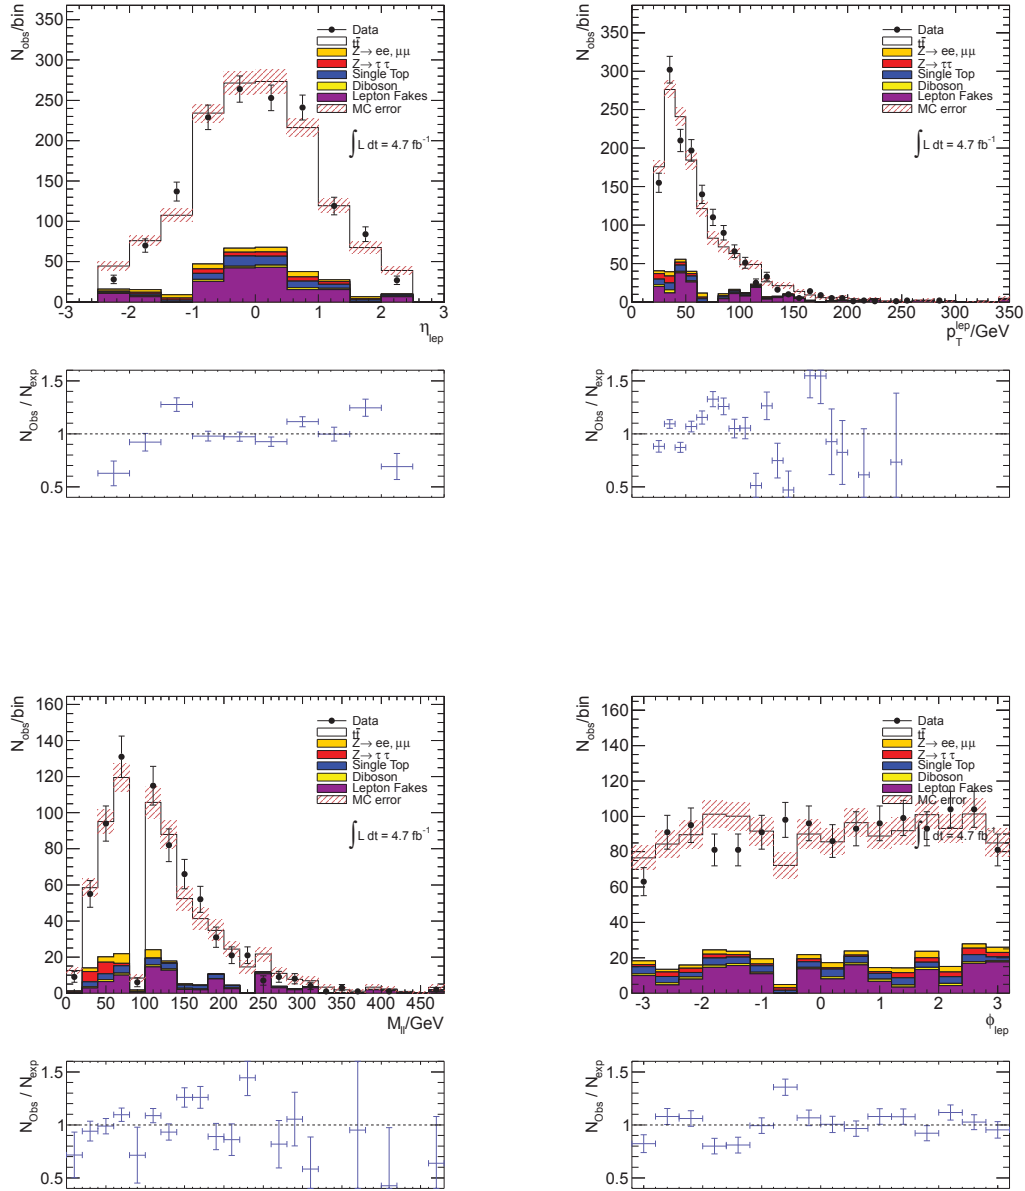 N_obs/bin
350
300
250
200
150
100
50
0
-3 -2 -1 0 1 2 3
η_lep
Data
tt̄
Z→ ee, μμ
Z→ τ τ
Single Top
Diboson
Lepton Fakes
MC error
∫ L dt = 4.7 fb⁻¹
N_Obs / N_exp
1.5
1
0.5
N_obs/bin
350
300
250
200
150
100
50
0
50 100 150 200 250 300 350
p_T^lep/GeV
Data
tt̄
Z→ ee, μμ
Z→ τ τ
Single Top
Diboson
Lepton Fakes
MC error
∫ L dt = 4.7 fb⁻¹
N_Obs / N_exp
1.5
1
0.5
N_obs/bin
160
140
120
100
80
60
40
20
0
0 50 100 150 200 250 300 350 400 450
M_ll/GeV
Data
tt̄
Z→ ee, μμ
Z→ τ τ
Single Top
Diboson
Lepton Fakes
MC error
∫ L dt = 4.7 fb⁻¹
N_Obs / N_exp
1.5
1
0.5
N_obs/bin
160
140
120
100
80
60
40
20
0
-3 -2 -1 0 1 2 3
ϕ_lep
Data
tt̄
Z→ ee, μμ
Z→ τ τ
Single Top
Diboson
Lepton Fakes
MC error
∫ L dt = 4.7 fb
N_Obs / N_exp
1.5
1
0.5